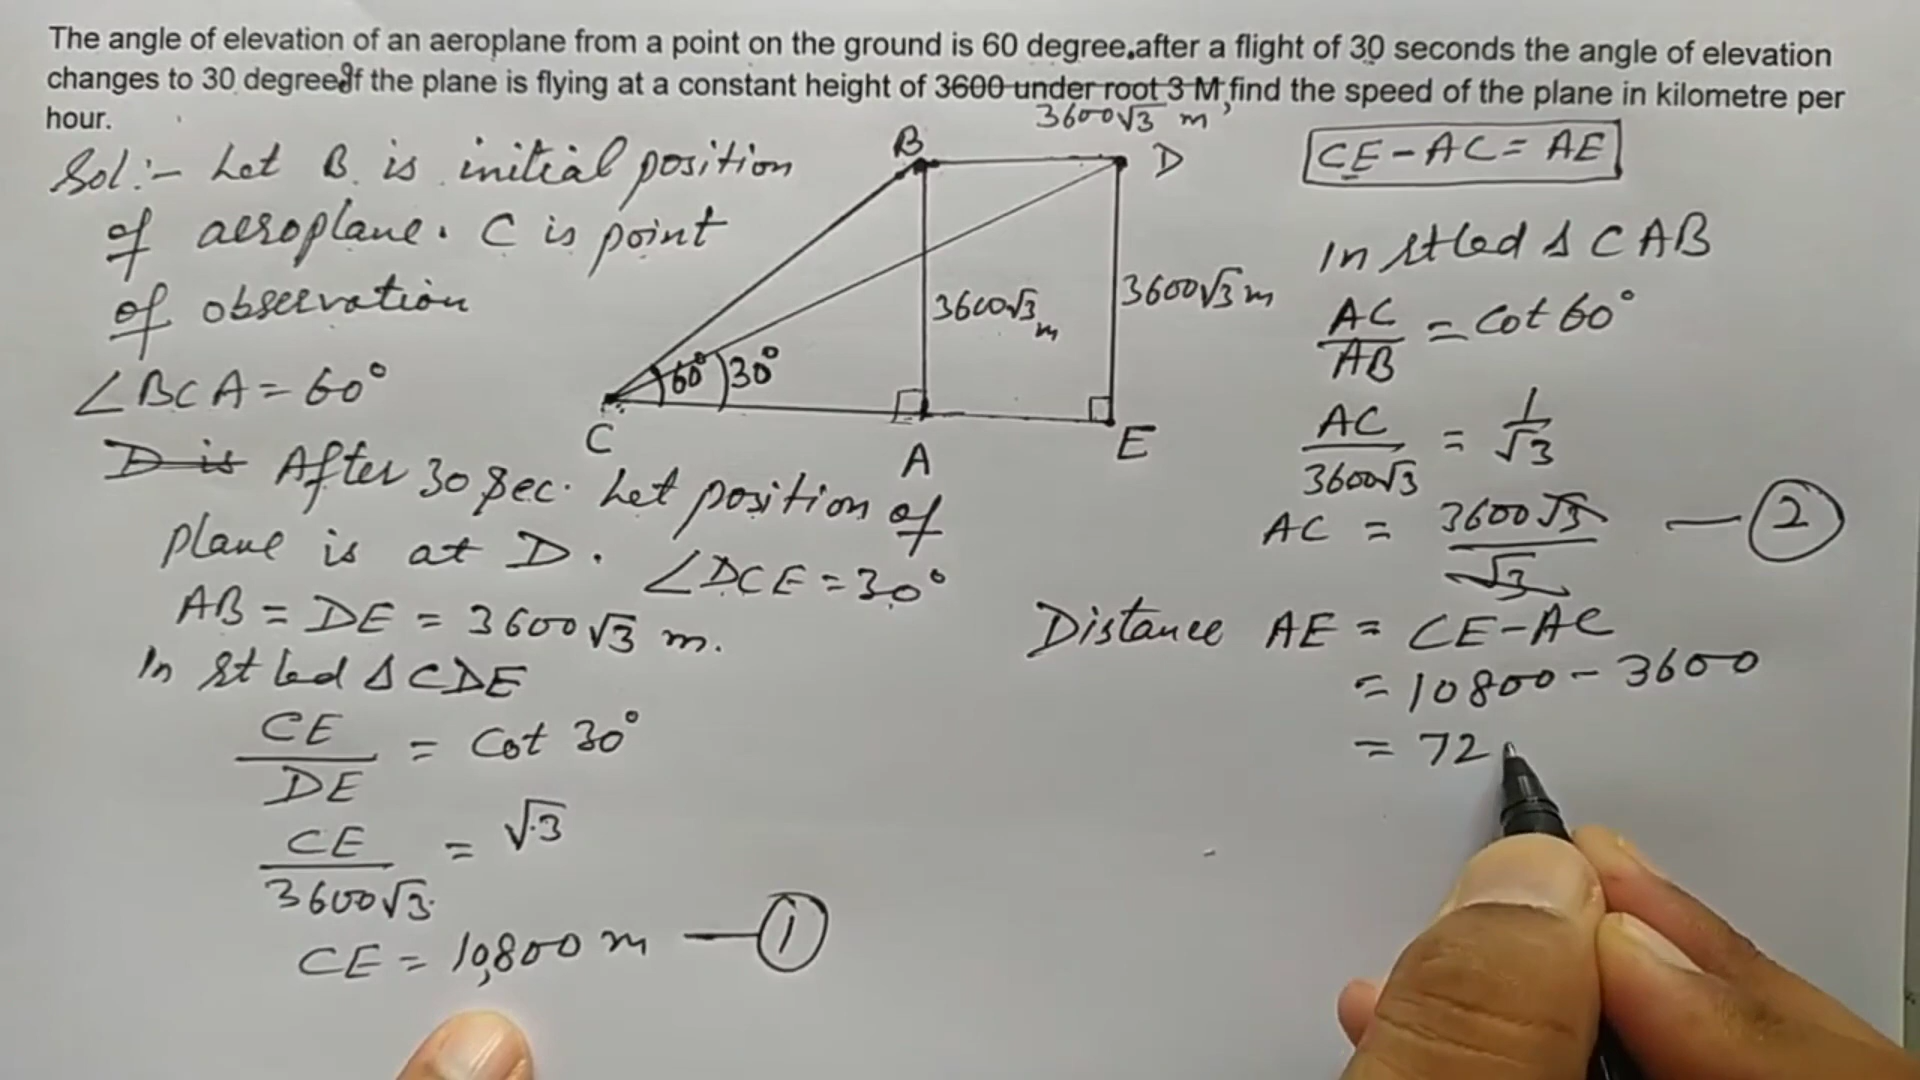 The angle of elevation of an aeroplane from a point on the ground is 60 degree.after a flight of 30 seconds the angle of elevation
changes to 30 degree. If the plane is flying at a constant height of 3600 under root 3 M, find the speed of the plane in kilometre per
hour.
3600√3 m
Sol:- Let B is initial position
of aeroplane. C is point
of observation
∠BCA = 60°
D is After 30 Sec. Let position of
plane is at D. ∠DCE = 30°
AB = DE = 3600√3 m.
In rt led Δ CDE
CE/DE = Cot 30°
CE/3600√3 = √3
CE = 10,800 m — 1
B
D
3600√3 m
3600√3 m
60° 30°
C
A
E
CE - AC = AE
In rt led Δ CAB
AC/AB = Cot 60°
AC/3600√3 = 1/√3
AC = 3600√3/√3 — 2
Distance AE = CE - AC
= 10800 - 3600
= 72